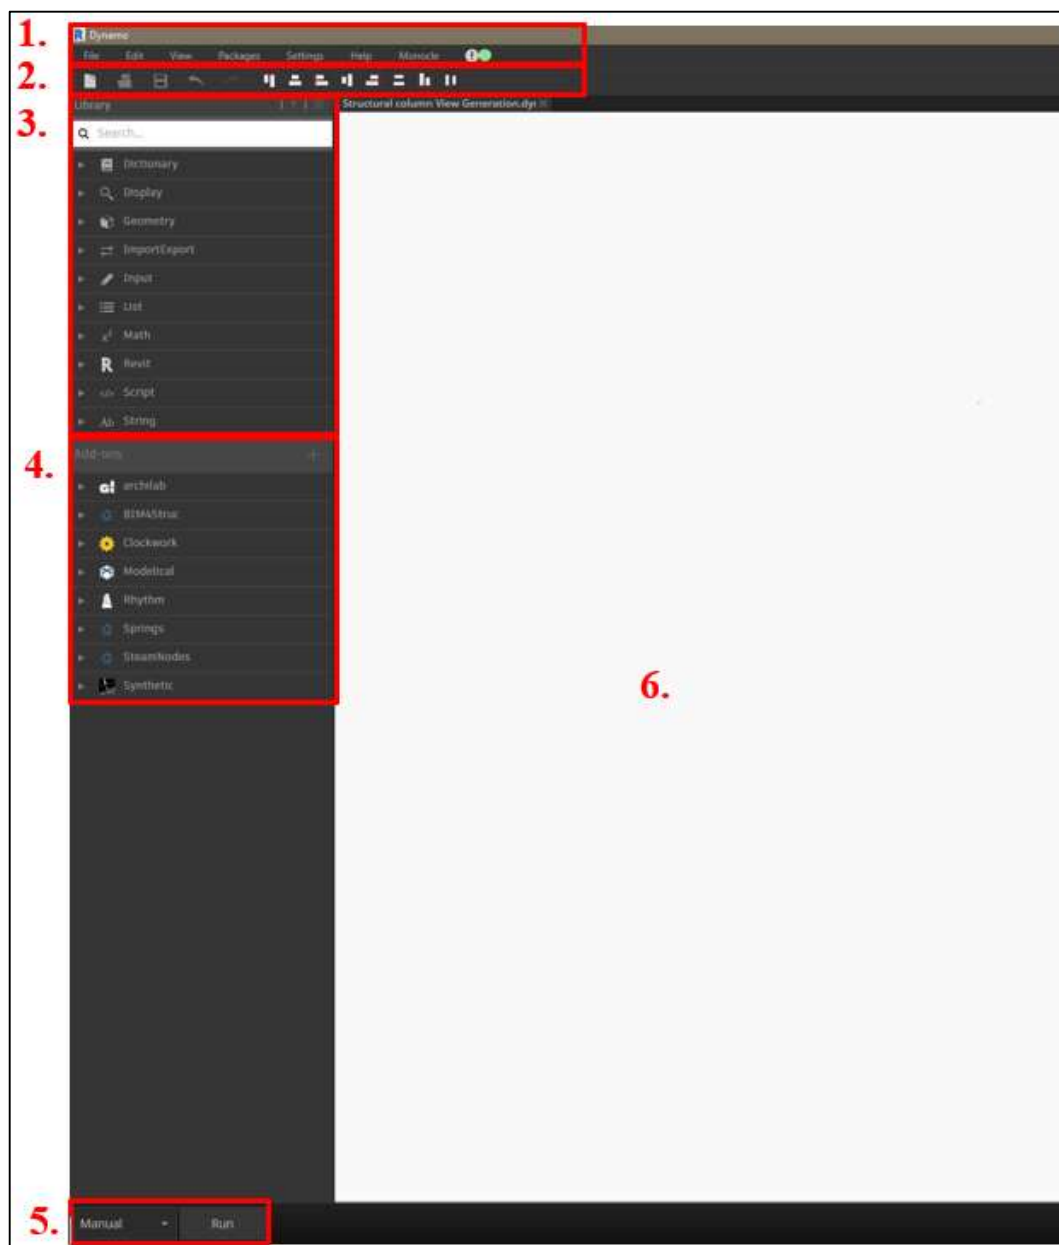 1.
Dynamo
File Edit View Packages Settings Help Monocle
2.
Library
Structural column View Generation.dyn
3.
Search...
Dictionary
Display
Geometry
ImportExport
Input
List
Math
R Revit
Script
Ab String
4.
Add-ons
archilab
BIM4Struc
Clockwork
Modelical
Rhythm
Springs
SteamNodes
Synthetic
6.
5.
Manual Run